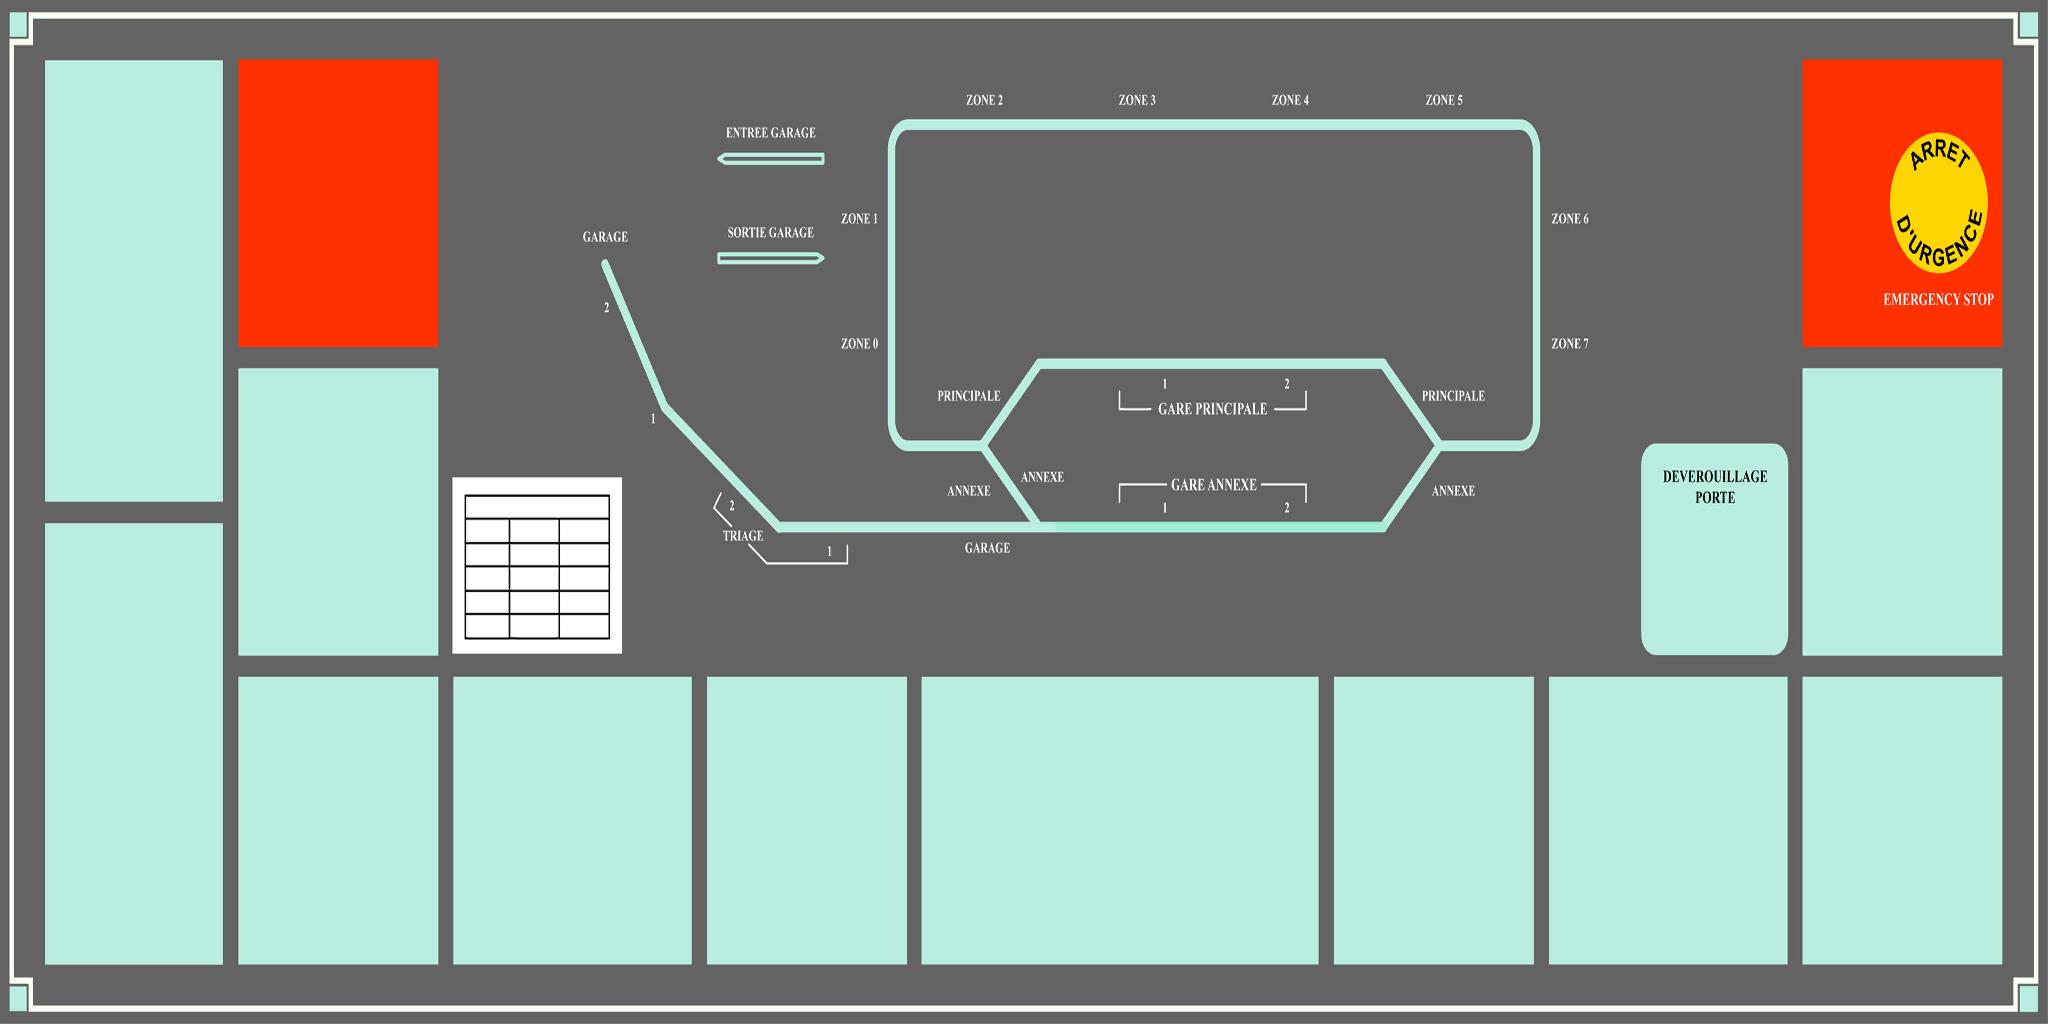 ZONE 2
ZONE 3
ZONE 4
ZONE 5
ENTREE GARAGE
ARRET
D'URGENCE
ZONE 1
ZONE 6
SORTIE GARAGE
GARAGE
EMERGENCY STOP
2
ZONE 0
ZONE 7
1 2
PRINCIPALE
GARE PRINCIPALE
PRINCIPALE
1
DEVEROUILLAGE
PORTE
ANNEXE
ANNEXE
GARE ANNEXE
ANNEXE
1 2
2
TRIAGE
1
GARAGE